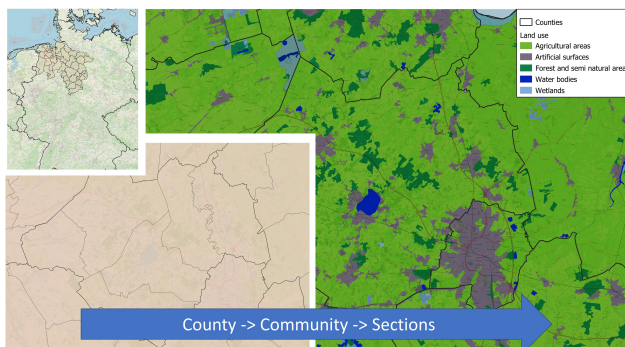 Counties
Land use
Agricultural areas
Artificial surfaces
Forest and semi natural area
Water bodies
Wetlands
County -> Community -> Sections